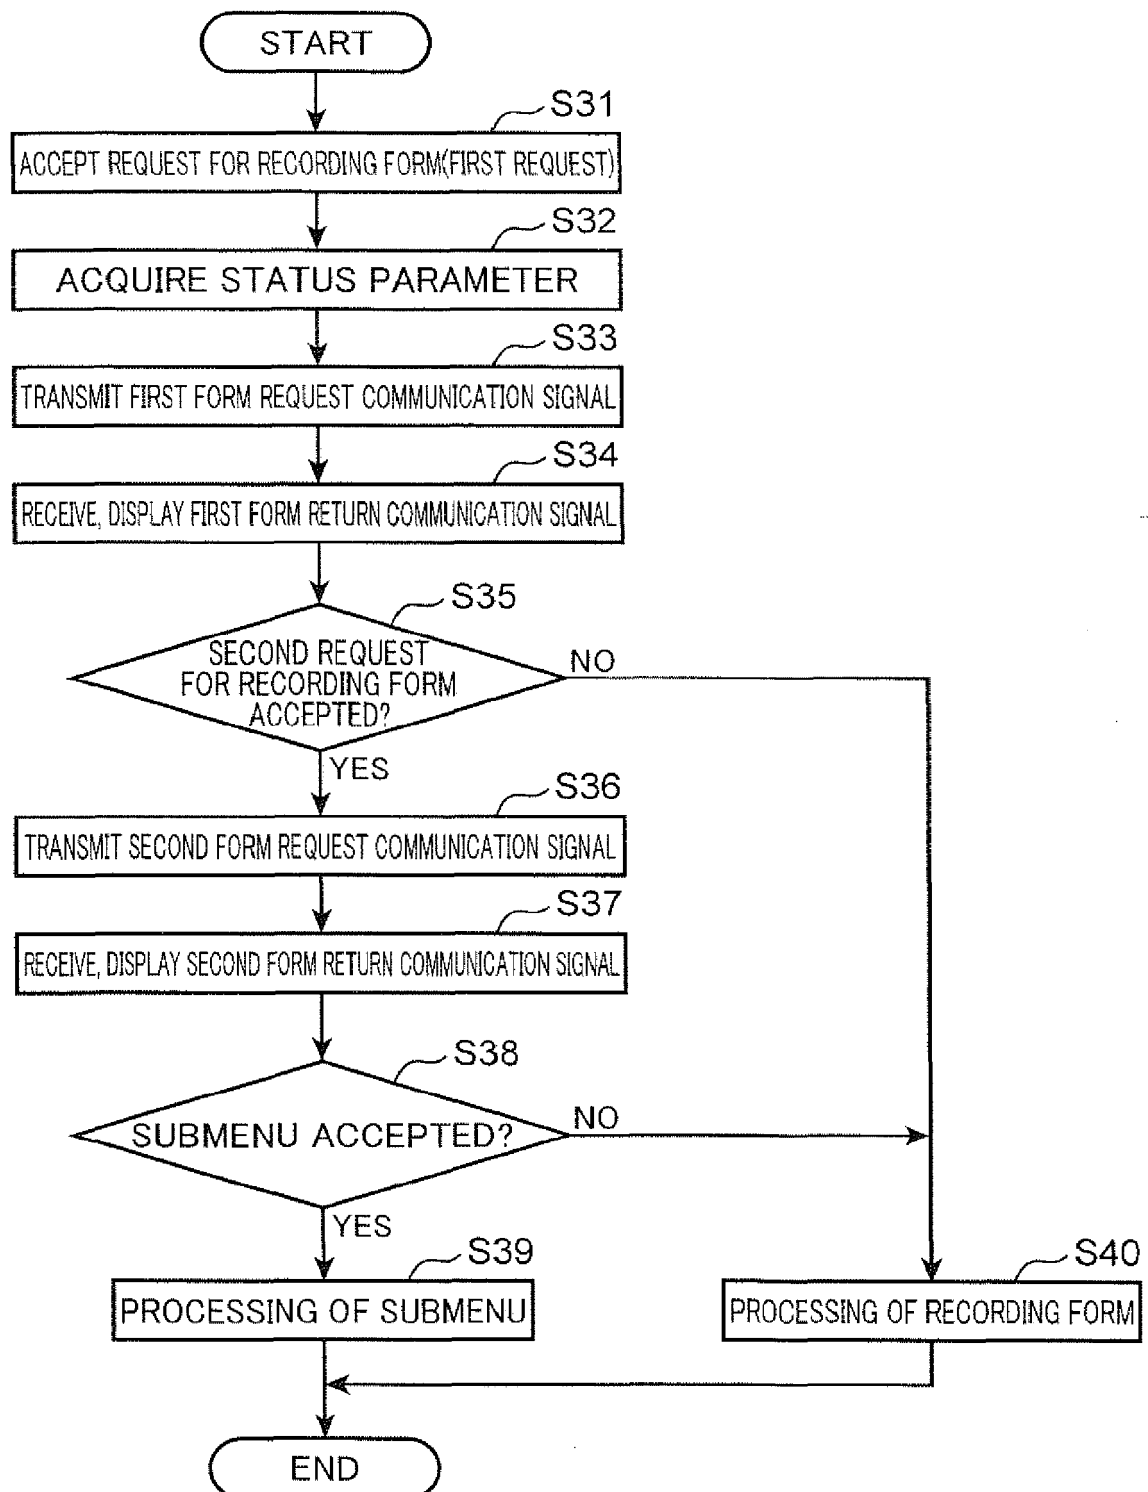 START
S31
ACCEPT REQUEST FOR RECORDING FORM(FIRST REQUEST)
S32
ACQUIRE STATUS PARAMETER
S33
TRANSMIT FIRST FORM REQUEST COMMUNICATION SIGNAL
S34
RECEIVE, DISPLAY FIRST FORM RETURN COMMUNICATION SIGNAL
S35
SECOND REQUEST
FOR RECORDING FORM
ACCEPTED?
NO
YES
S36
TRANSMIT SECOND FORM REQUEST COMMUNICATION SIGNAL
S37
RECEIVE, DISPLAY SECOND FORM RETURN COMMUNICATION SIGNAL
S38
SUBMENU ACCEPTED?
NO
YES
S39
PROCESSING OF SUBMENU
S40
PROCESSING OF RECORDING FORM
END